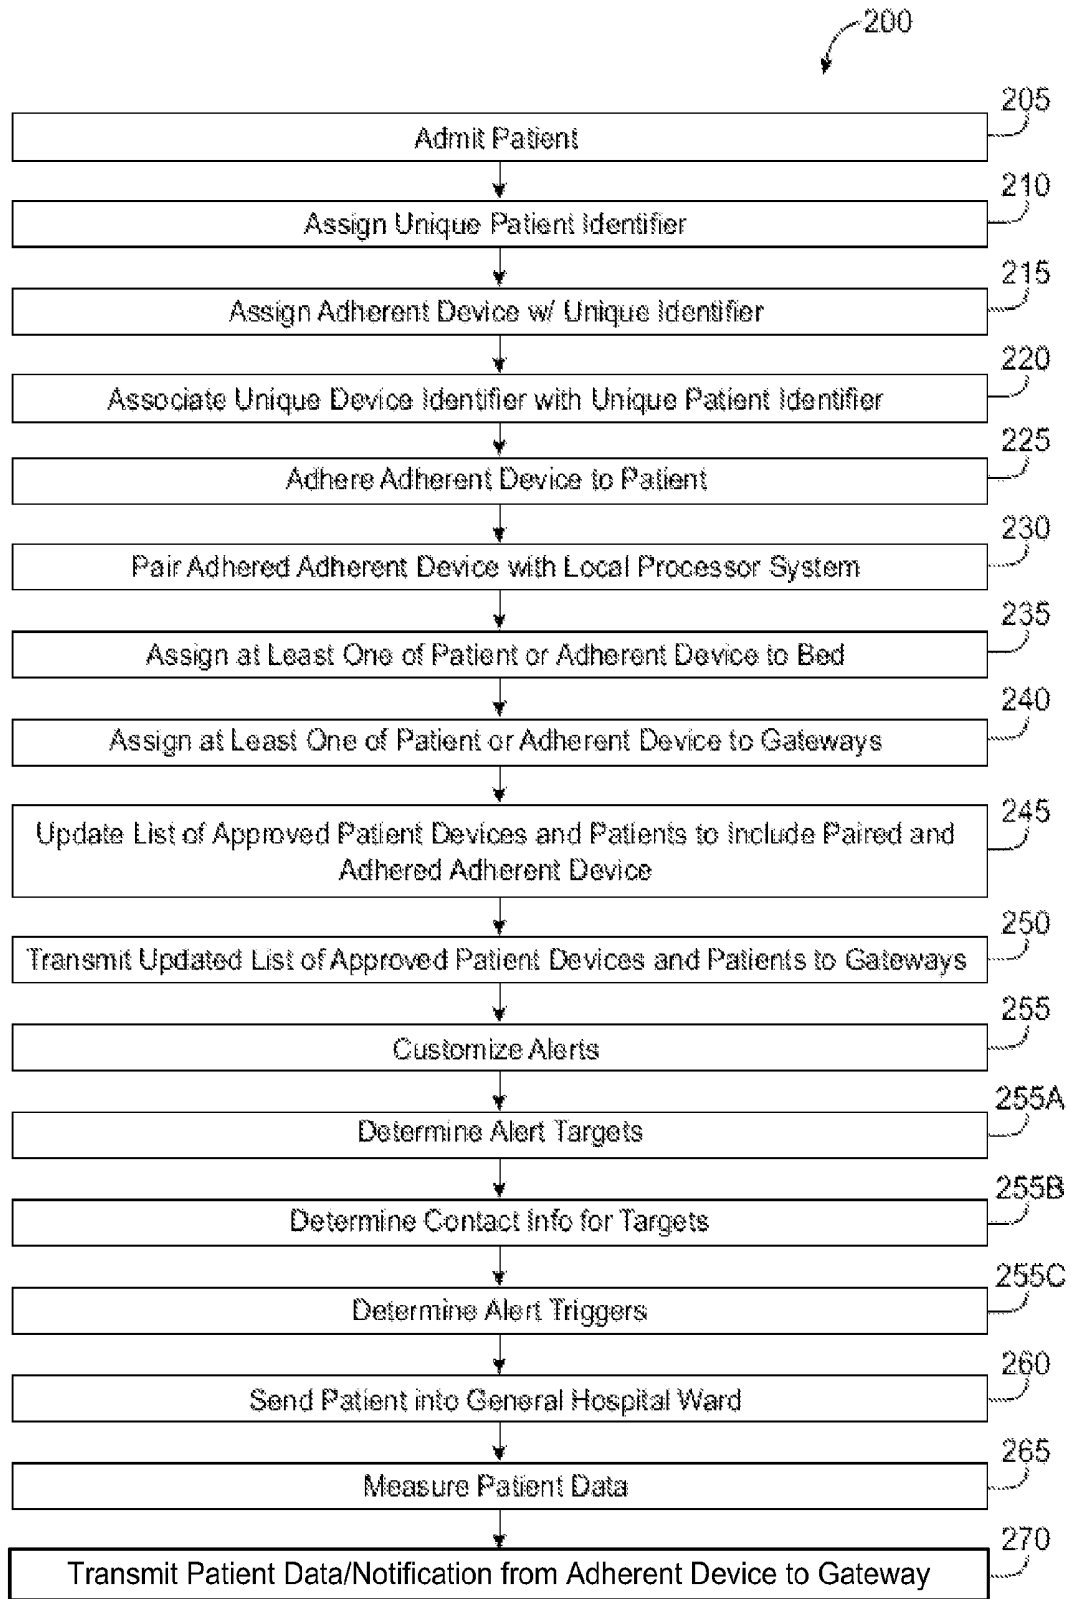 200
205
Admit Patient
210
Assign Unique Patient Identifier
215
Assign Adherent Device w/ Unique Identifier
220
Associate Unique Device Identifier with Unique Patient Identifier
225
Adhere Adherent Device to Patient
230
Pair Adhered Adherent Device with Local Processor System
235
Assign at Least One of Patient or Adherent Device to Bed
240
Assign at Least One of Patient or Adherent Device to Gateways
245
Update List of Approved Patient Devices and Patients to Include Paired and
Adhered Adherent Device
250
Transmit Updated List of Approved Patient Devices and Patients to Gateways
255
Customize Alerts
255A
Determine Alert Targets
255B
Determine Contact Info for Targets
255C
Determine Alert Triggers
260
Send Patient into General Hospital Ward
265
Measure Patient Data
270
Transmit Patient Data/Notification from Adherent Device to Gateway